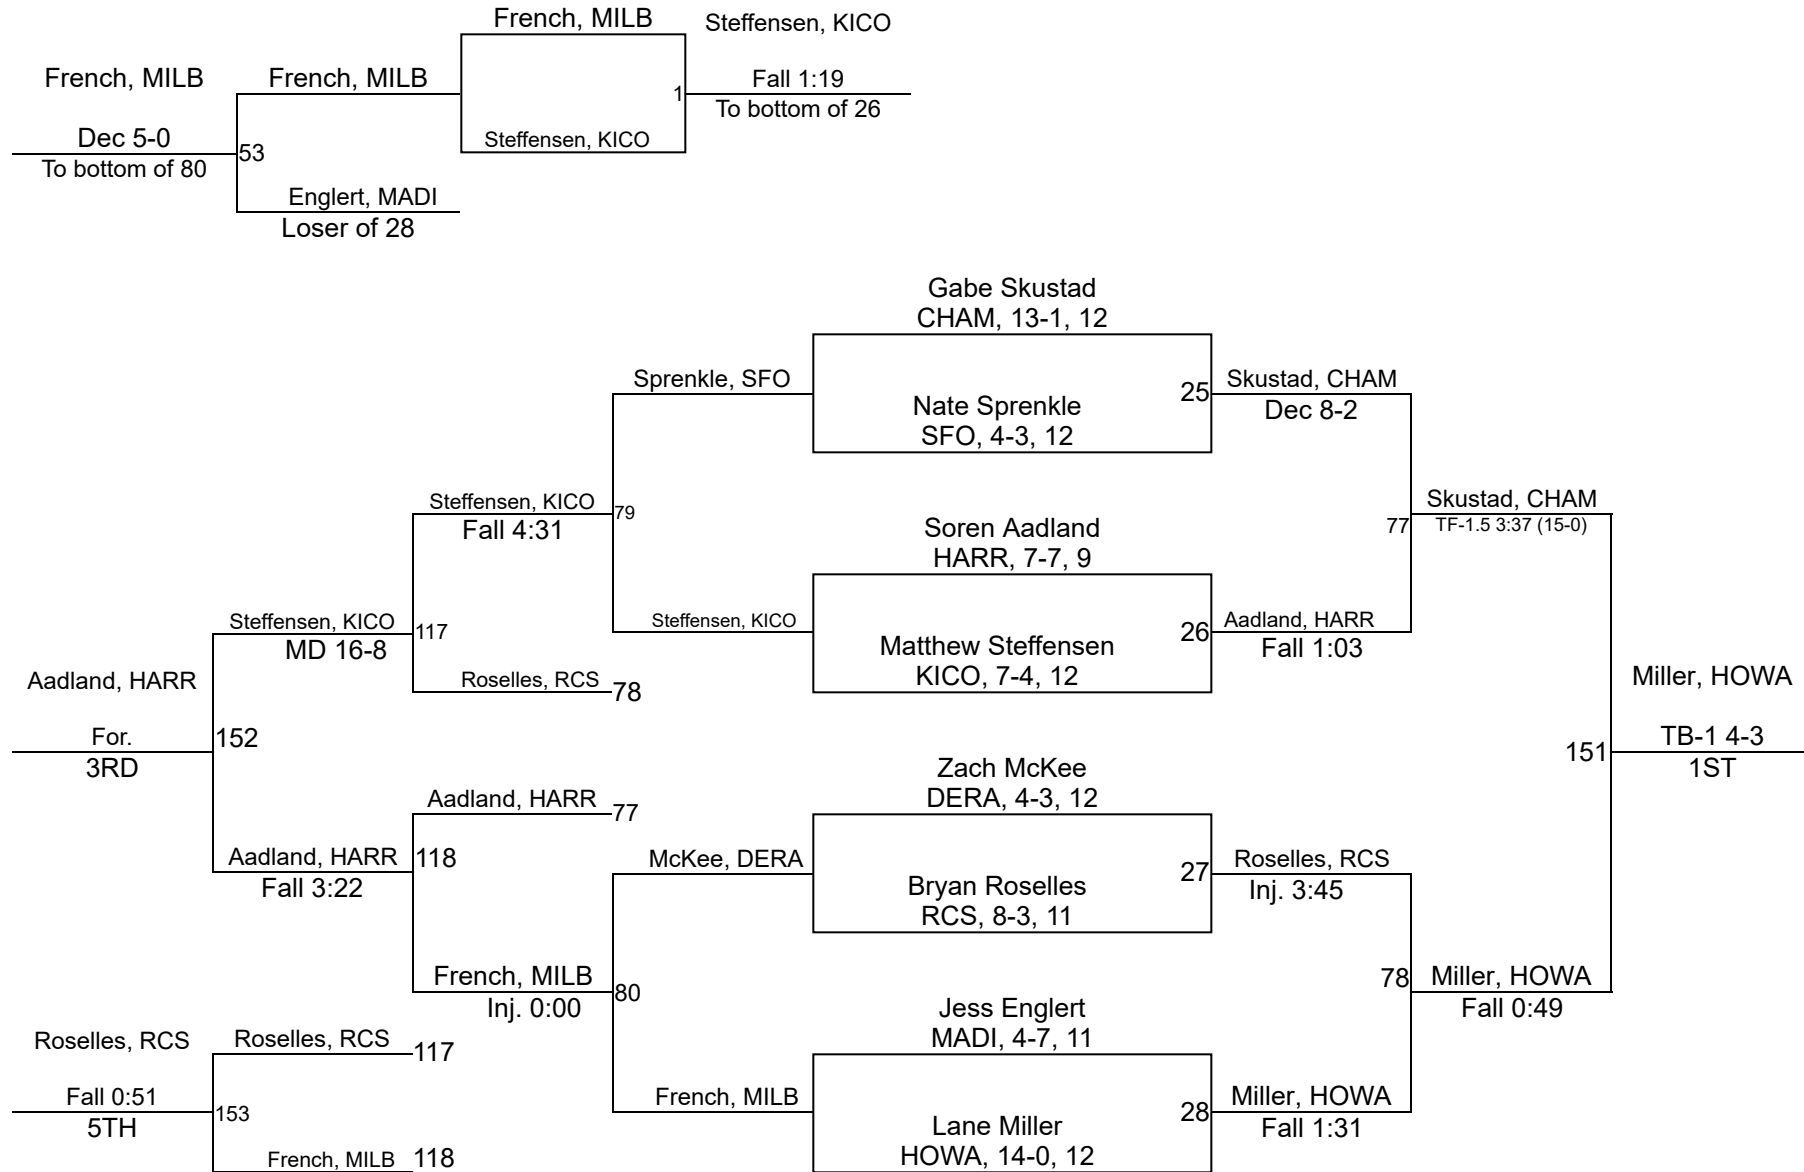 French, MILB
Steffensen, KICO
French, MILB
French, MILB
Fall 1:19
1
To bottom of 26
Dec 5-0
Steffensen, KICO
53
To bottom of 80
Englert, MADI
Loser of 28
Gabe Skustad
CHAM, 13-1, 12
Sprenkle, SFO
Skustad, CHAM
25
Nate Sprenkle
Dec 8-2
SFO, 4-3, 12
Steffensen, KICO
Skustad, CHAM
79
Fall 4:31
Soren Aadland
77
TF-1.5 3:37 (15-0)
HARR, 7-7, 9
Steffensen, KICO
Steffensen, KICO
Aadland, HARR
117
26
MD 16-8
Matthew Steffensen
Fall 1:03
KICO, 7-4, 12
Aadland, HARR
Roselles, RCS
78
Miller, HOWA
For.
152
151
TB-1 4-3
3RD
Zach McKee
1ST
DERA, 4-3, 12
Aadland, HARR
77
Aadland, HARR
118
McKee, DERA
Roselles, RCS
27
Fall 3:22
Bryan Roselles
Inj. 3:45
RCS, 8-3, 11
French, MILB
80
78
Miller, HOWA
Inj. 0:00
Jess Englert
Fall 0:49
MADI, 4-7, 11
Roselles, RCS
Roselles, RCS
117
Fall 0:51
153
French, MILB
28
Miller, HOWA
5TH
Lane Miller
Fall 1:31
HOWA, 14-0, 12
French, MILB
118